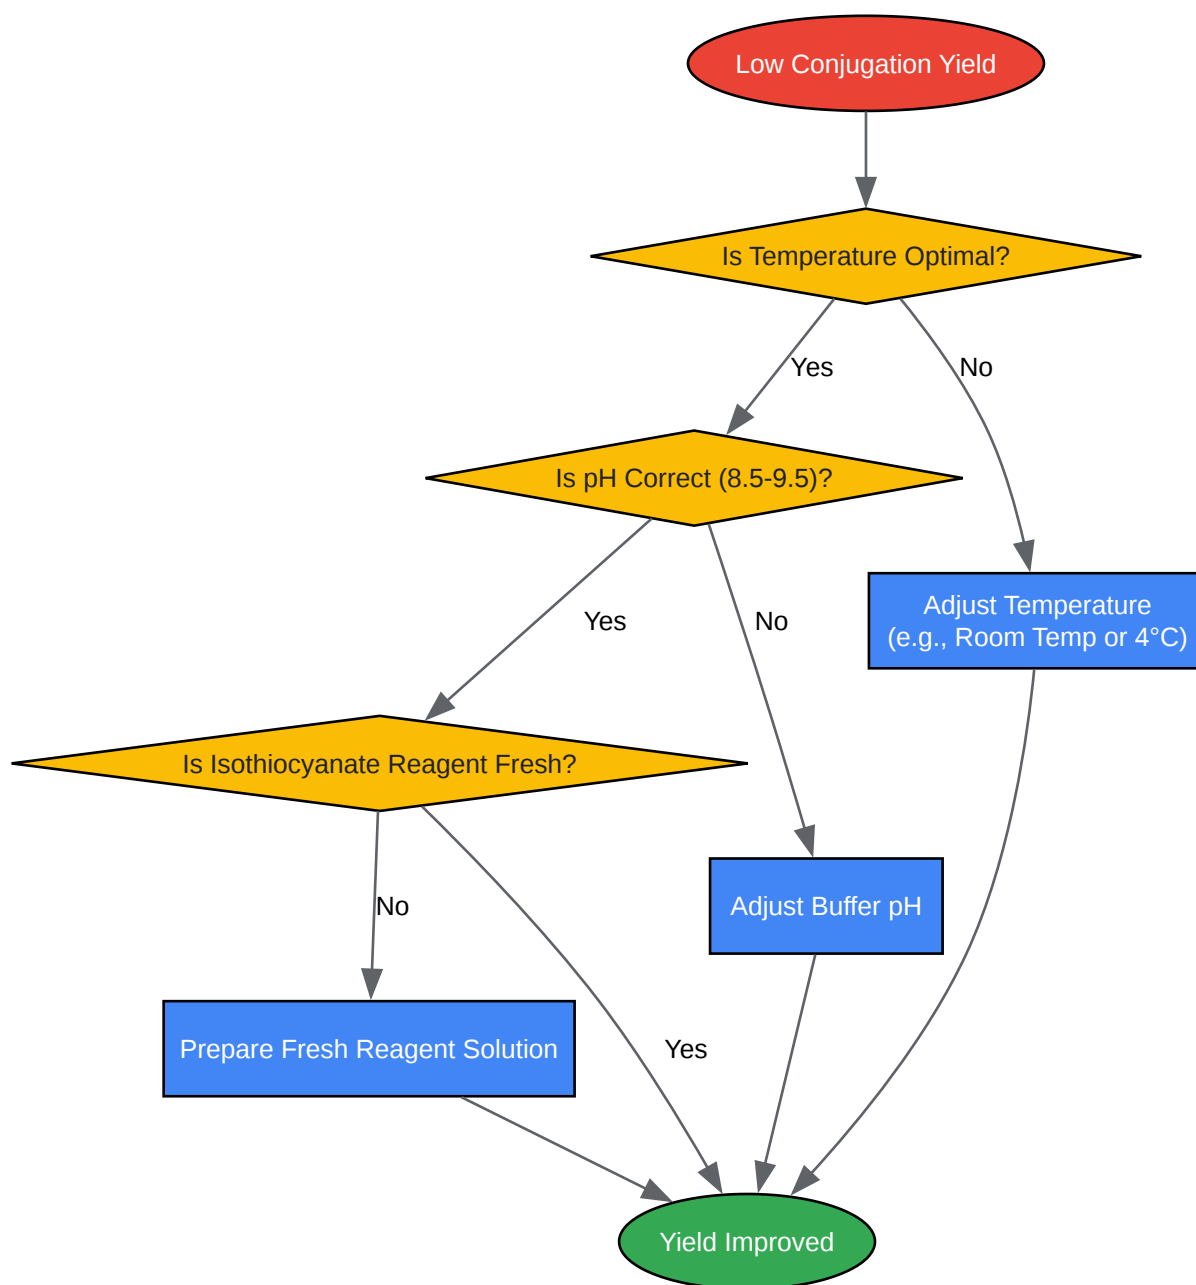 Low Conjugation Yield
Is Temperature Optimal?
Yes
No
Is pH Correct (8.5-9.5)?
Adjust Temperature
(e.g., Room Temp or 4°C)
Yes
No
Is Isothiocyanate Reagent Fresh?
No
Adjust Buffer pH
Prepare Fresh Reagent Solution
Yes
Yield Improved